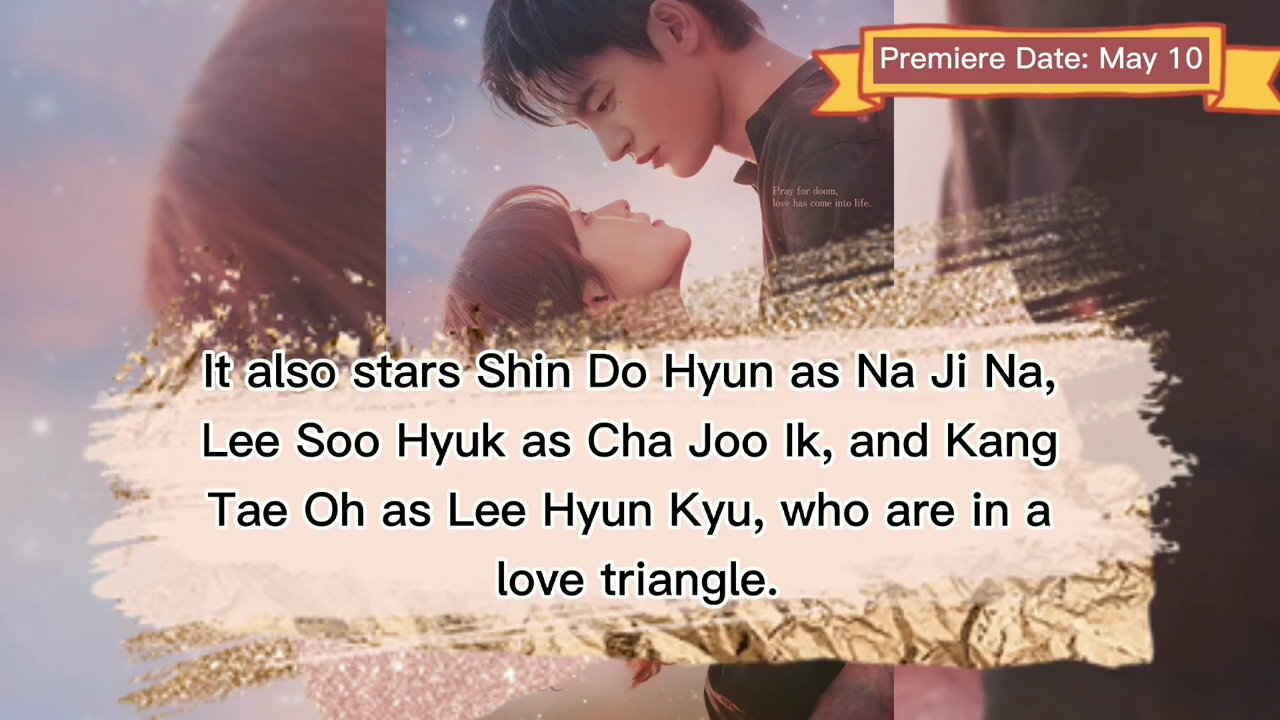 Premiere Date: May 10
Pray for doom,
love has come into life.
It also stars Shin Do Hyun as Na Ji Na,
Lee Soo Hyuk as Cha Joo Ik, and Kang
Tae Oh as Lee Hyun Kyu, who are in a
love triangle.